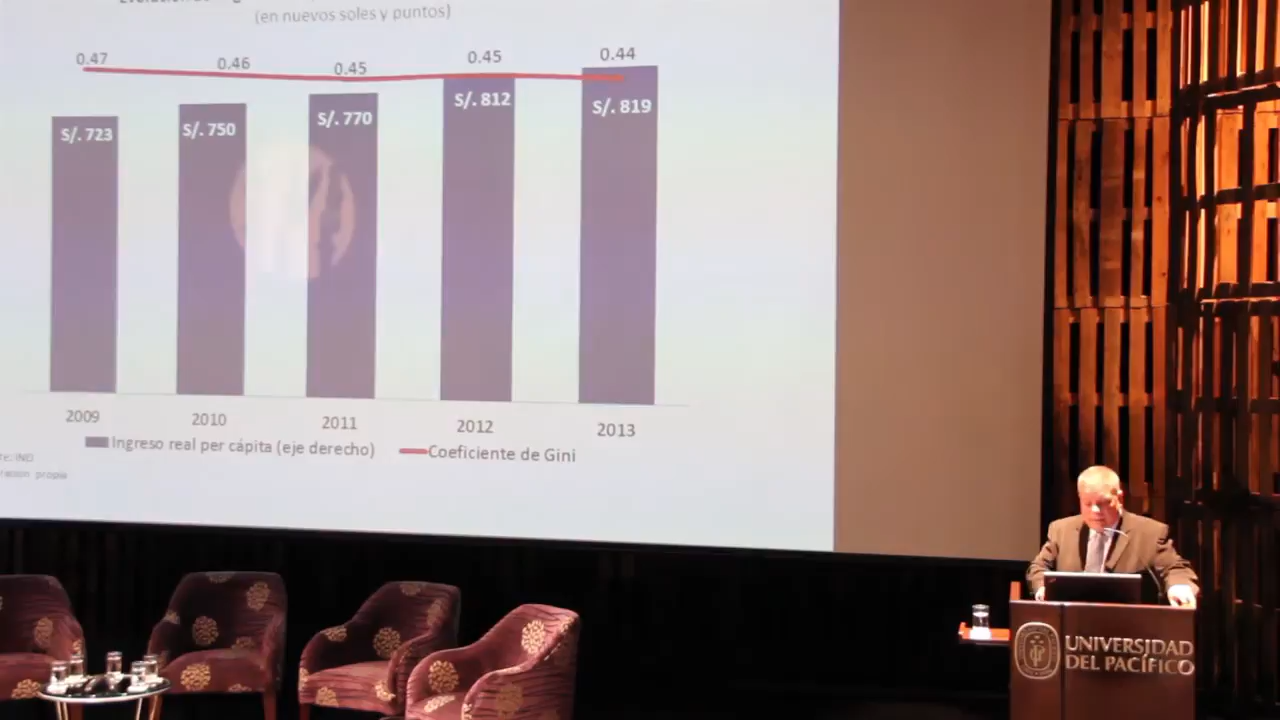 (en nuevos soles y puntos)
0.47
0.46
0.45
0.45
0.44
S/. 723
S/. 750
S/. 770
S/. 812
S/. 819
2009
2010
2011
2012
2013
Ingreso real per cápita (eje derecho)
Coeficiente de Gini
propia
UNIVERSIDAD
DEL PACÍFICO